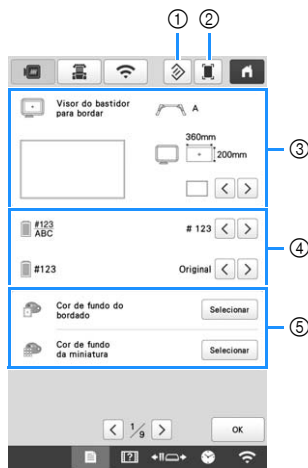 ① ②
Visor do bastidor
para bordar
A
360mm
200mm
③
#123
ABC
# 123
④
#123
Original
Cor de fundo do
bordado
Selecionar
⑤
Cor de fundo
da miniatura
Selecionar
1/9
OK